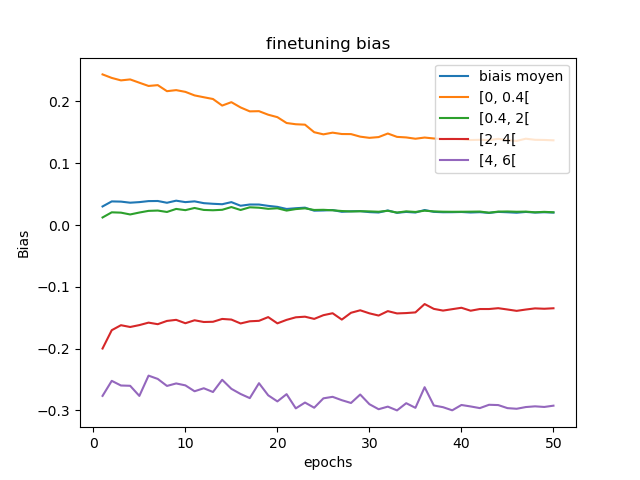 finetuning bias
biais moyen
[0, 0.4[
[0.4, 2[
[2, 4[
[4, 6[
0.2
0.1
0.0
−0.1
−0.2
−0.3
Bias
0 10 20 30 40 50
epochs